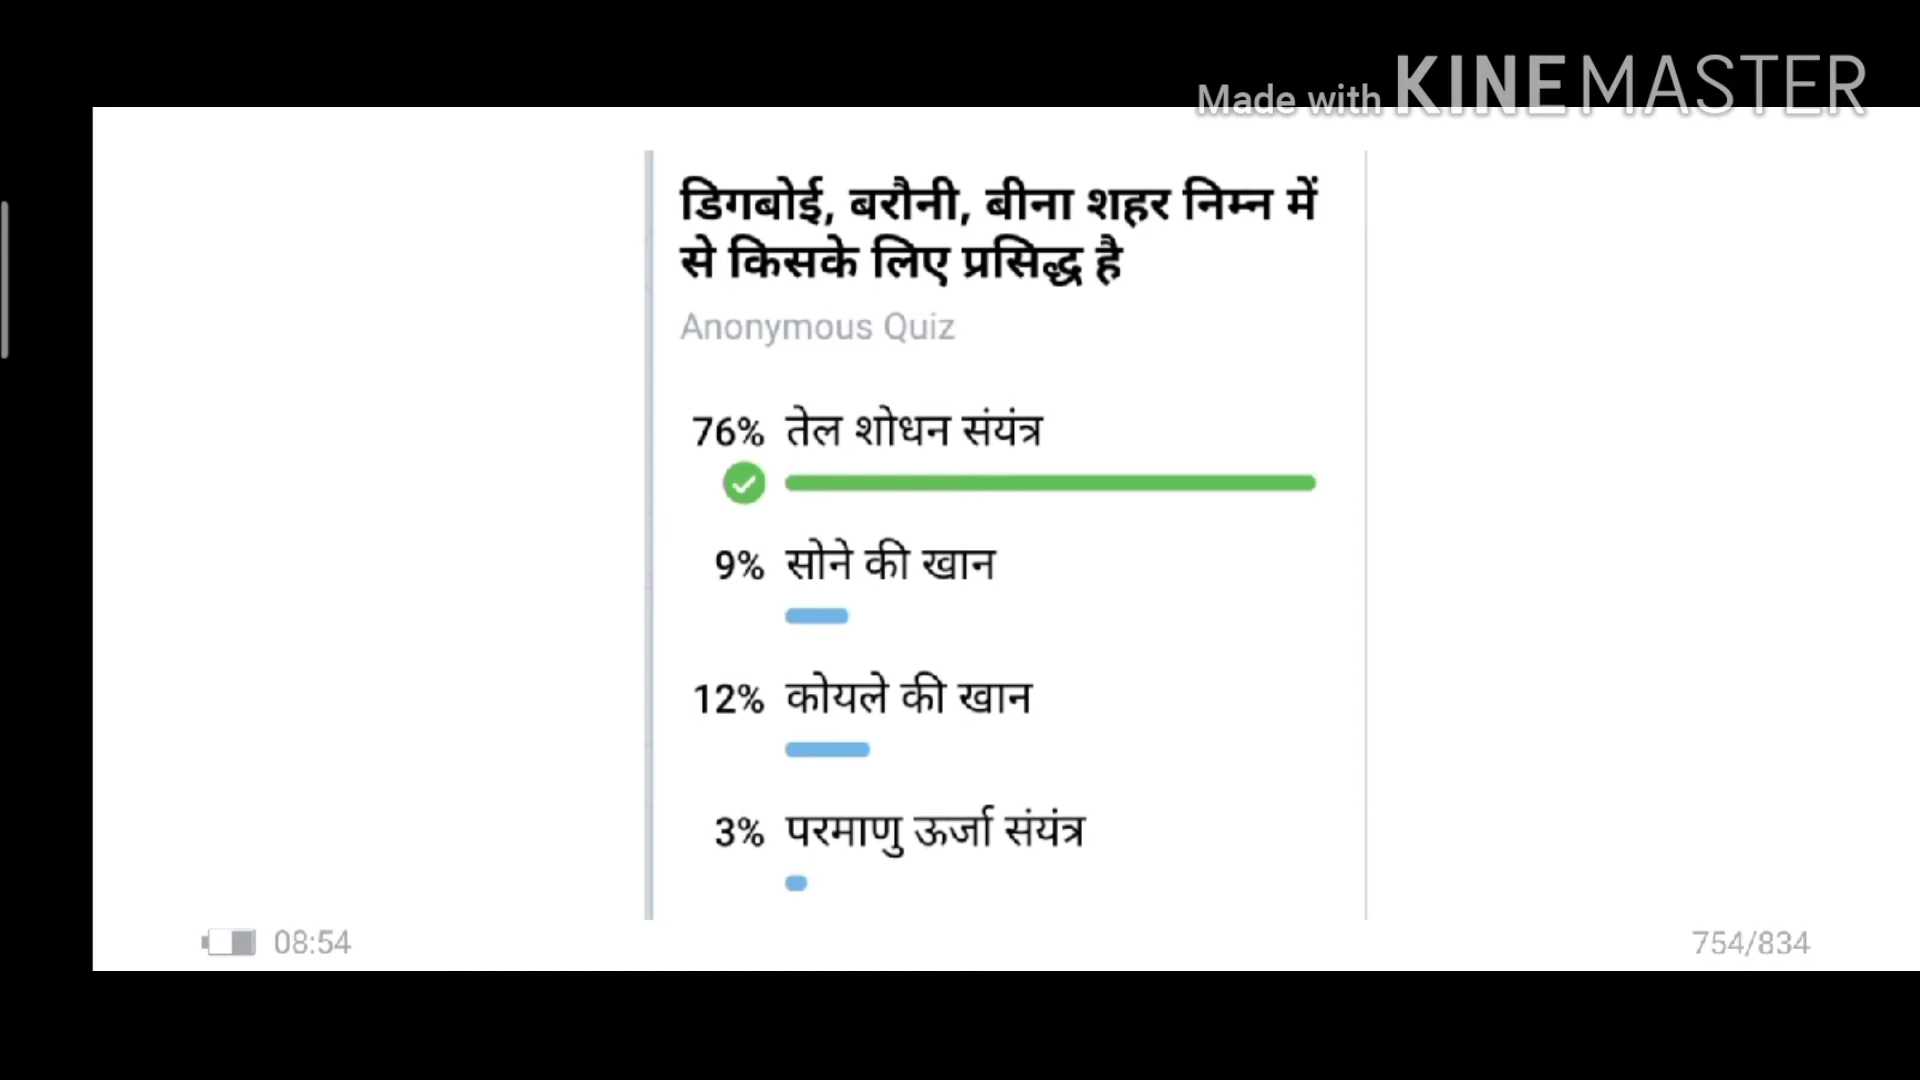 Made with KINEMASTER
डिगबोई, बरौनी, बीना शहर निम्न में
से किसके लिए प्रसिद्ध है
Anonymous Quiz
76% तेल शोधन संयंत्र
9% सोने की खान
12% कोयले की खान
3% परमाणु ऊर्जा संयंत्र
08:54
754/834